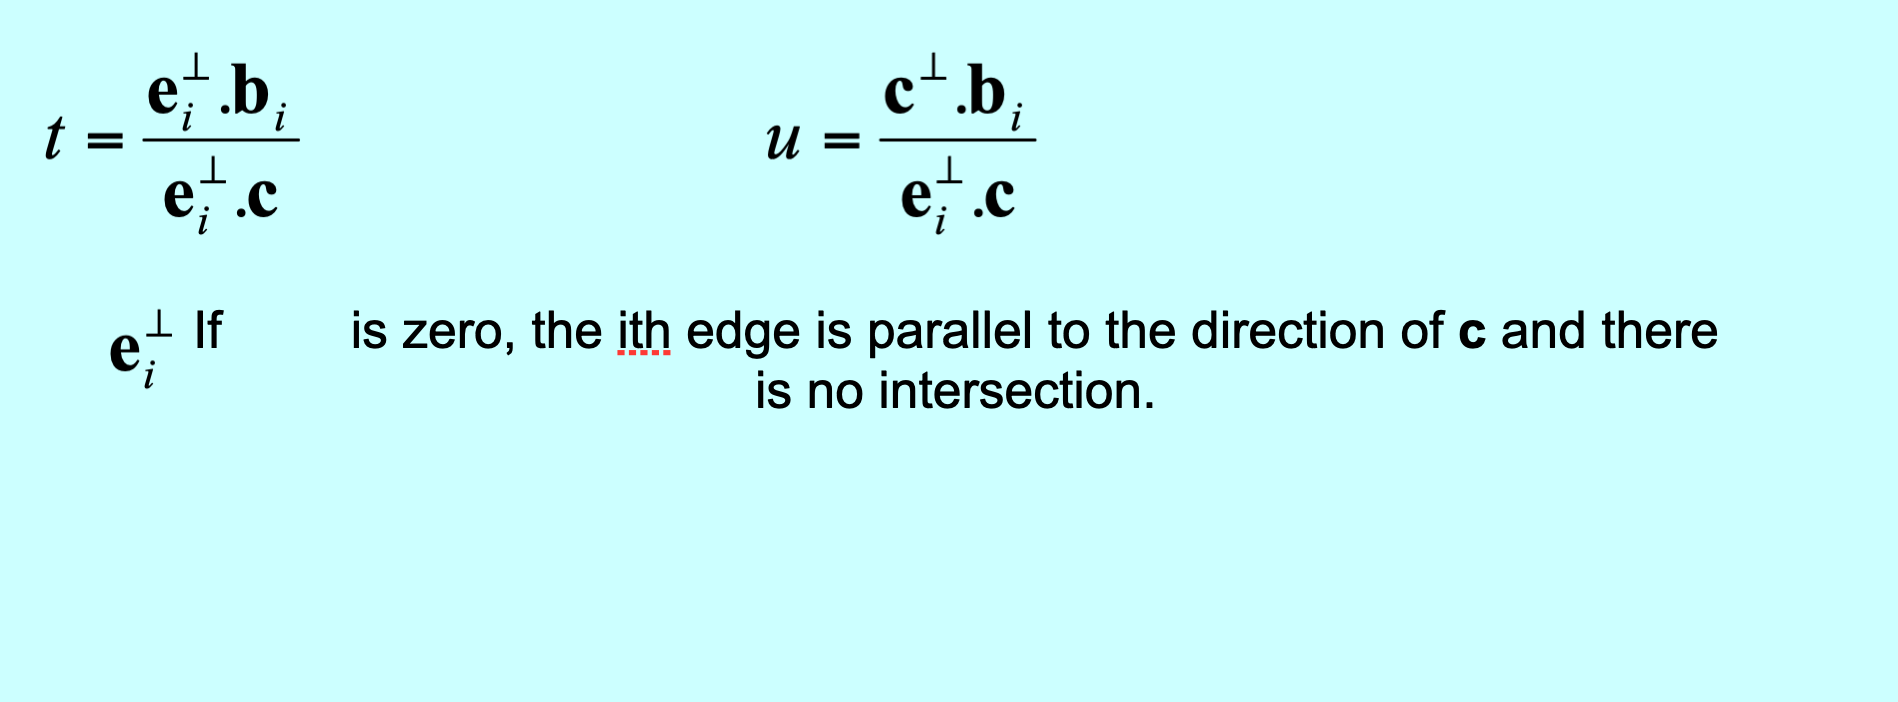 t = e_i^⊥ .b_i / e_i^⊥ .c
u = c^⊥ .b_i / e_i^⊥ .c
e_i^⊥ If is zero, the ith edge is parallel to the direction of c and there
is no intersection.